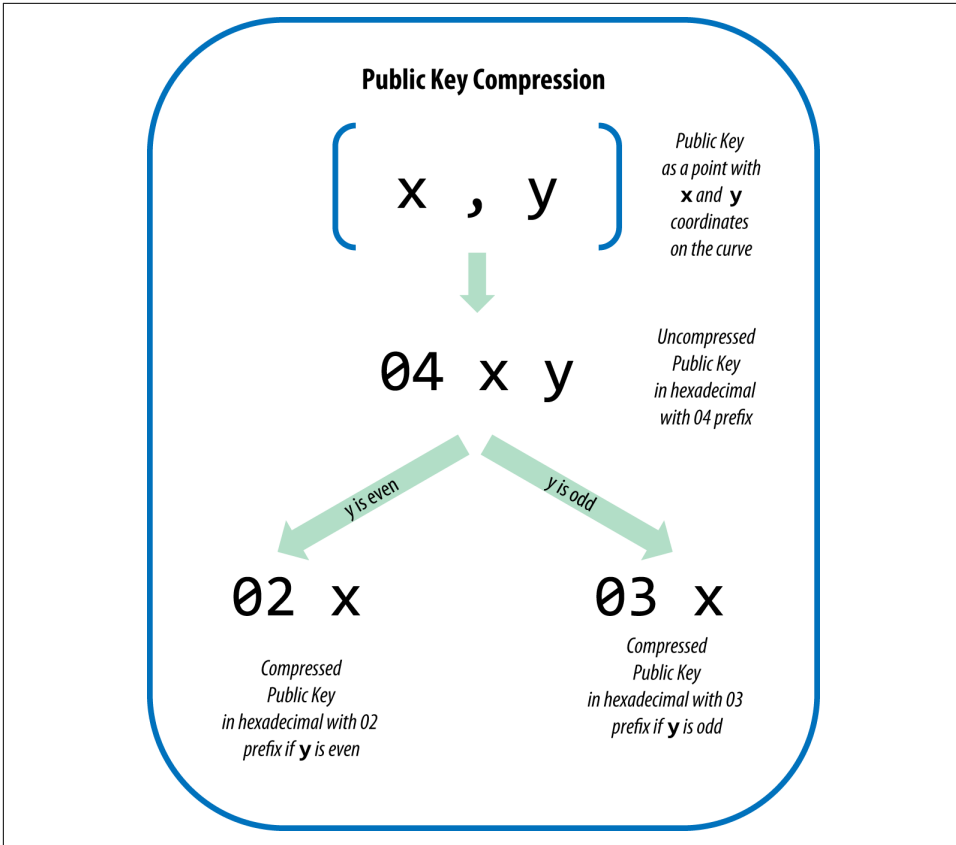 Public Key Compression
x , y
Public Key
as a point with
x and y
coordinates
on the curve
04 x y
Uncompressed
Public Key
in hexadecimal
with 04 prefix
y is even
y is odd
02 x
03 x
Compressed
Public Key
in hexadecimal with 02
prefix if y is even
Compressed
Public Key
in hexadecimal with 03
prefix if y is odd